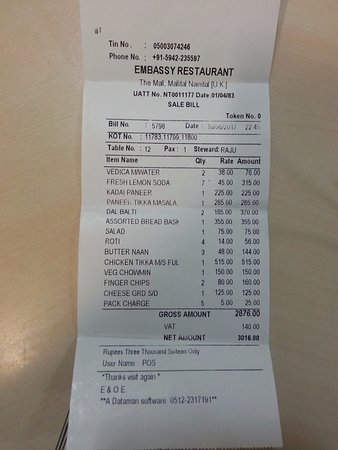 Tin No. : 05003074246
Phone No. : +91-5942-235597
EMBASSY RESTAURANT
The Mall, Mallital Nainital [U.K.]
UATT No. NT0011177 Date:01/04/83
SALE BILL
Token No. 0
Bill No. : 5798 Date 22:45
KOT No. : 11783,11799,11800
Table No. : 12 Pax : 1 Steward: RAJU
Item Name Qty. Rate Amount
VEDICA M/WATER 2 38.00 76.00
FRESH LEMON SODA 7 45.00 315.00
KADAI PANEER 1 225.00 225.00
PANEER TIKKA MASALA 1 285.00 285.00
DAL BALTI 2 185.00 370.00
ASSORTED BREAD BASK 1 355.00 355.00
SALAD 1 75.00 75.00
ROTI 4 14.00 56.00
BUTTER NAAN 3 48.00 144.00
CHICKEN TIKKA M/S FUL 1 515.00 515.00
VEG CHOWMIN 1 150.00 150.00
FINGER CHIPS 2 80.00 160.00
CHEESE GRD S/D 1 125.00 125.00
PACK CHARGE 5 5.00 25.00
GROSS AMOUNT 2876.00
VAT 140.00
NET AMOUNT 3016.00
Rupees Three Thousand Sixteen Only
User Name : POS
*Thanks visit again *
E & O.E.
**A Dataman software 0512-2317191**